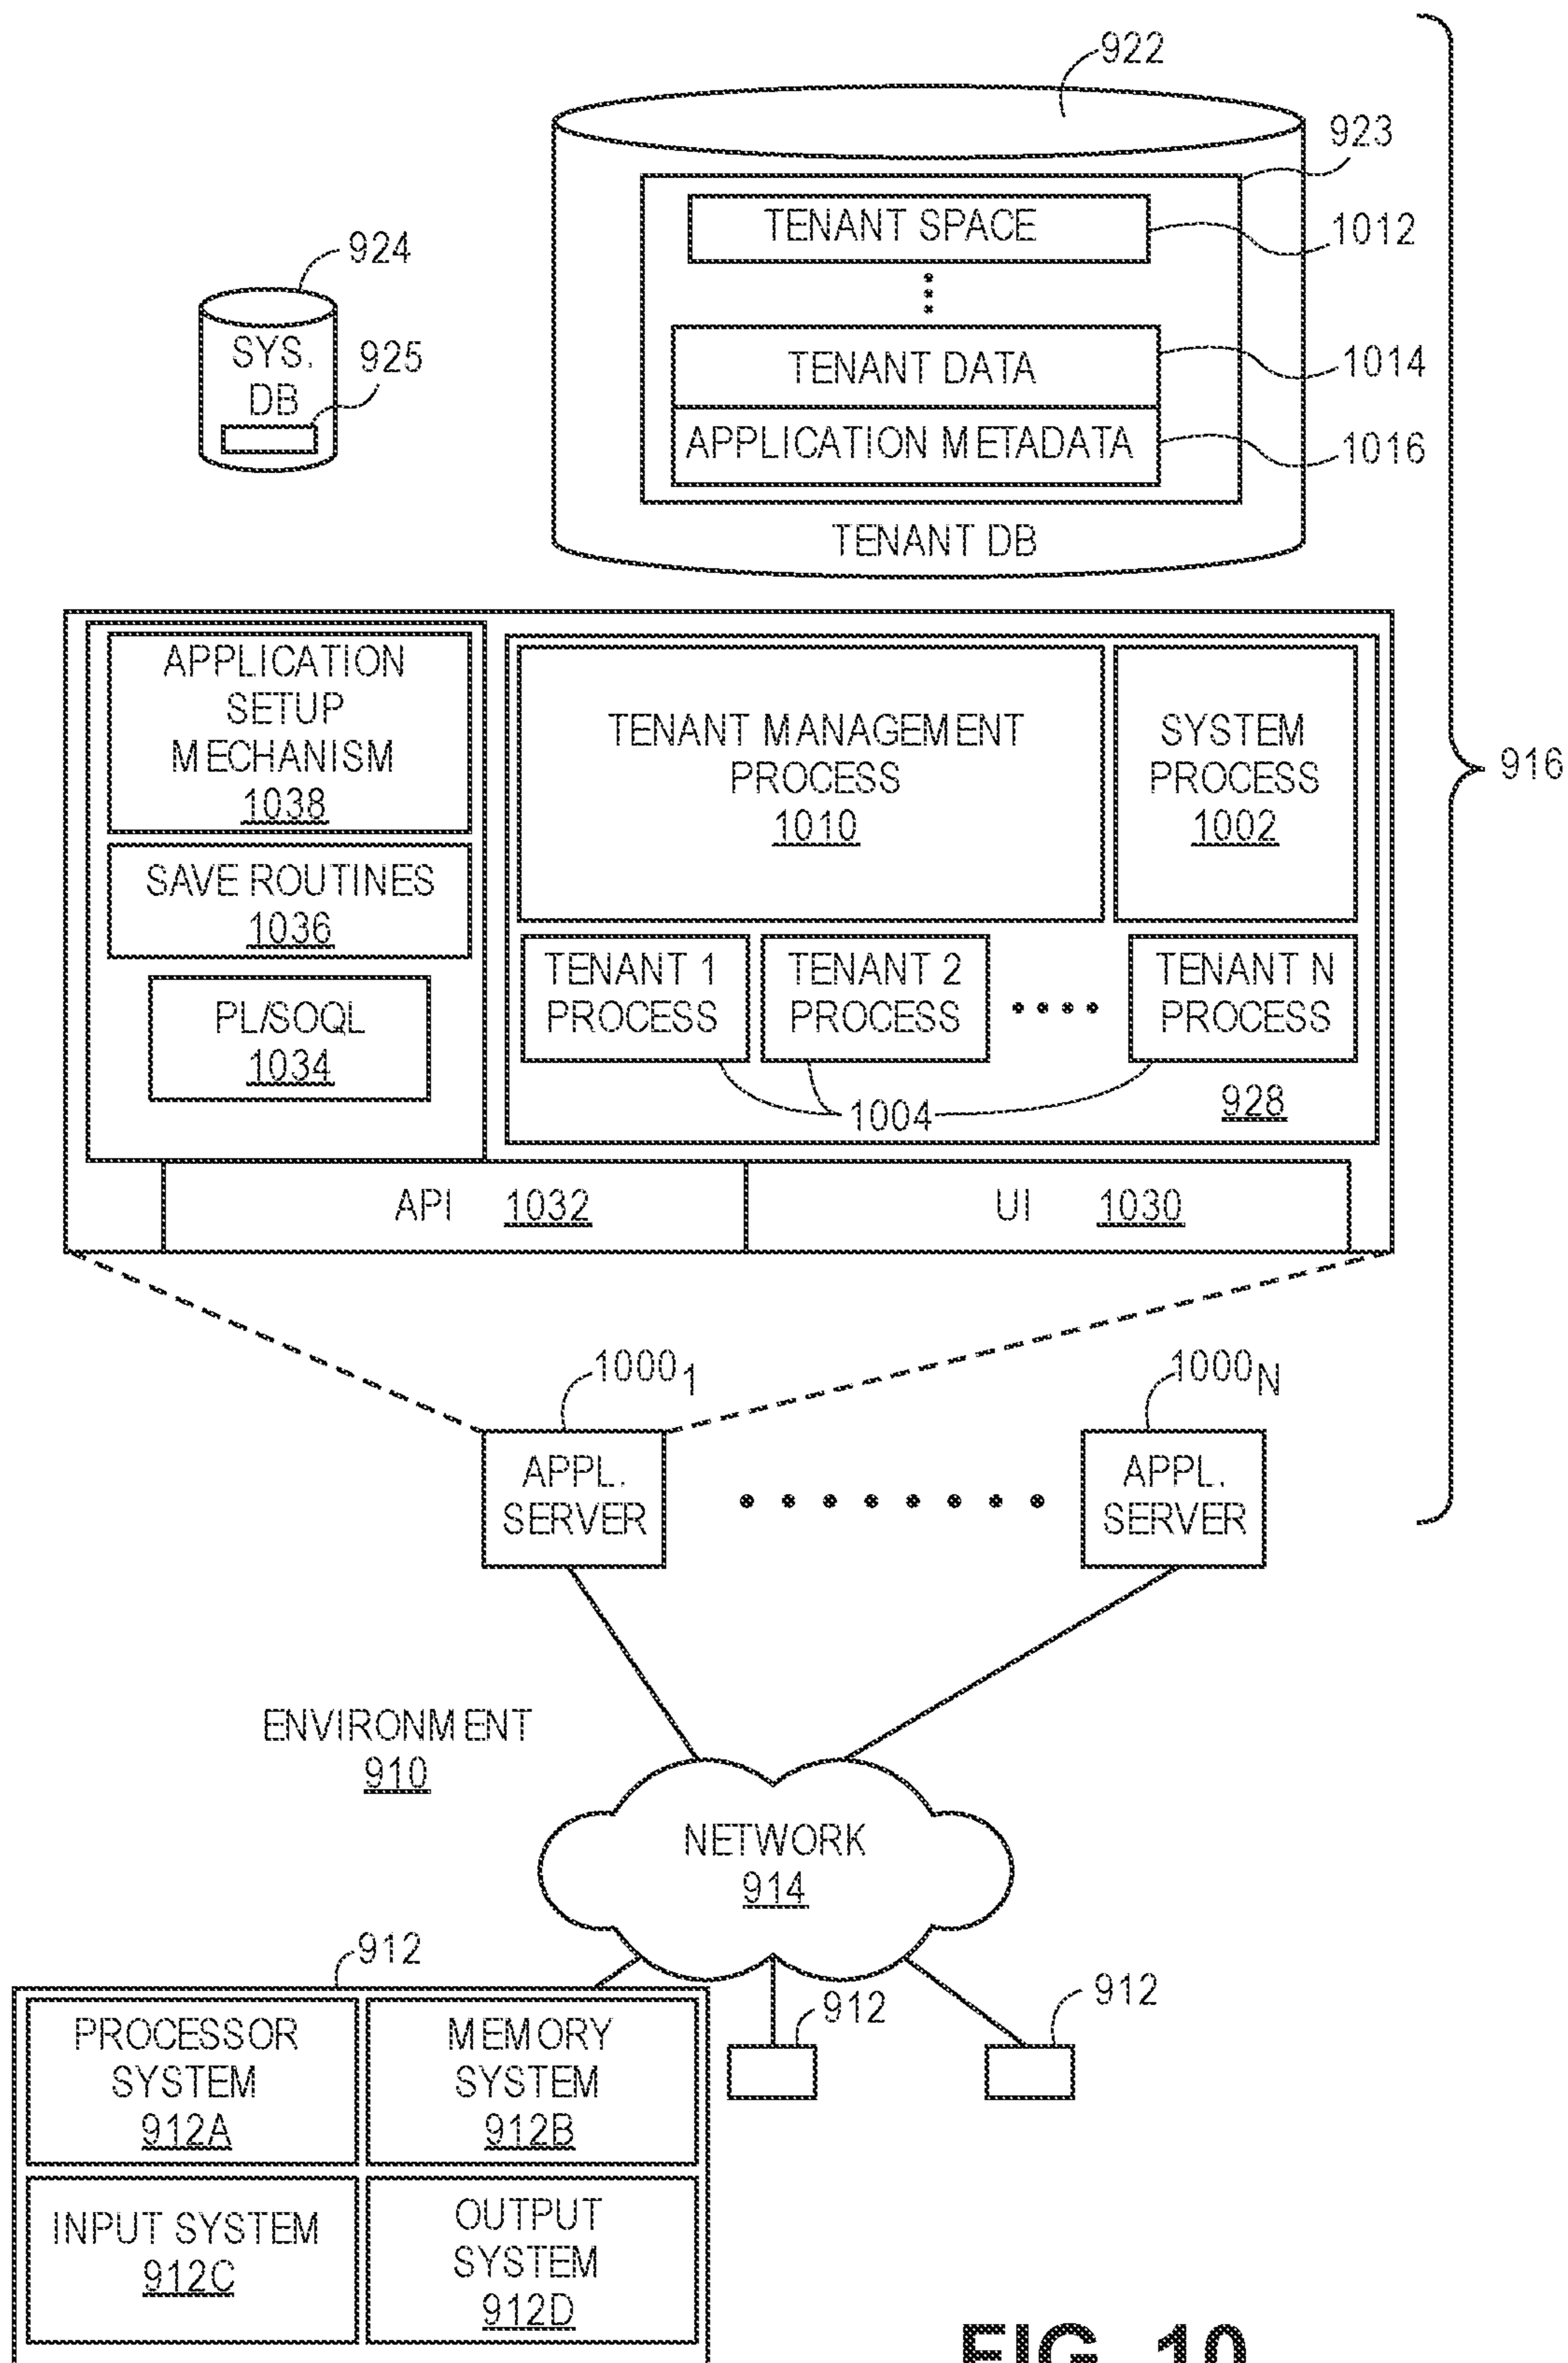 922
923
TENANT SPACE
1012
924
SYS.
DB
925
TENANT DATA
1014
APPLICATION METADATA
1016
TENANT DB
APPLICATION
SETUP
MECHANISM
1038
TENANT MANAGEMENT
PROCESS
1010
SYSTEM
PROCESS
1002
916
SAVE ROUTINES
1036
PL/SOQL
1034
TENANT 1
PROCESS
TENANT 2
PROCESS
TENANT N
PROCESS
1004
928
API 1032
UI 1030
1000₁
1000N
APPL.
SERVER
APPL.
SERVER
ENVIRONMENT
910
NETWORK
914
912
912
912
PROCESSOR
SYSTEM
912A
MEMORY
SYSTEM
912B
INPUT SYSTEM
912C
OUTPUT
SYSTEM
912D
FIG. 10